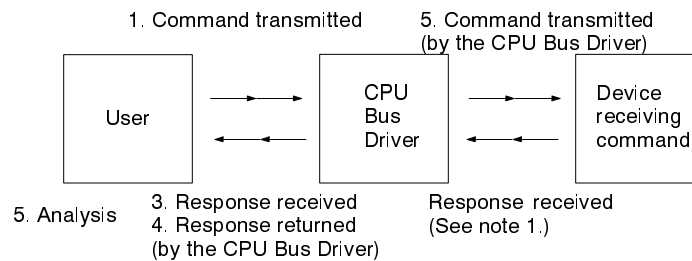 1. Command transmitted
5. Command transmitted
(by the CPU Bus Driver)
User
CPU
Bus
Driver
Device
receiving
command
5. Analysis
3. Response received
4. Response returned
(by the CPU Bus Driver)
Response received
(See note 1.)